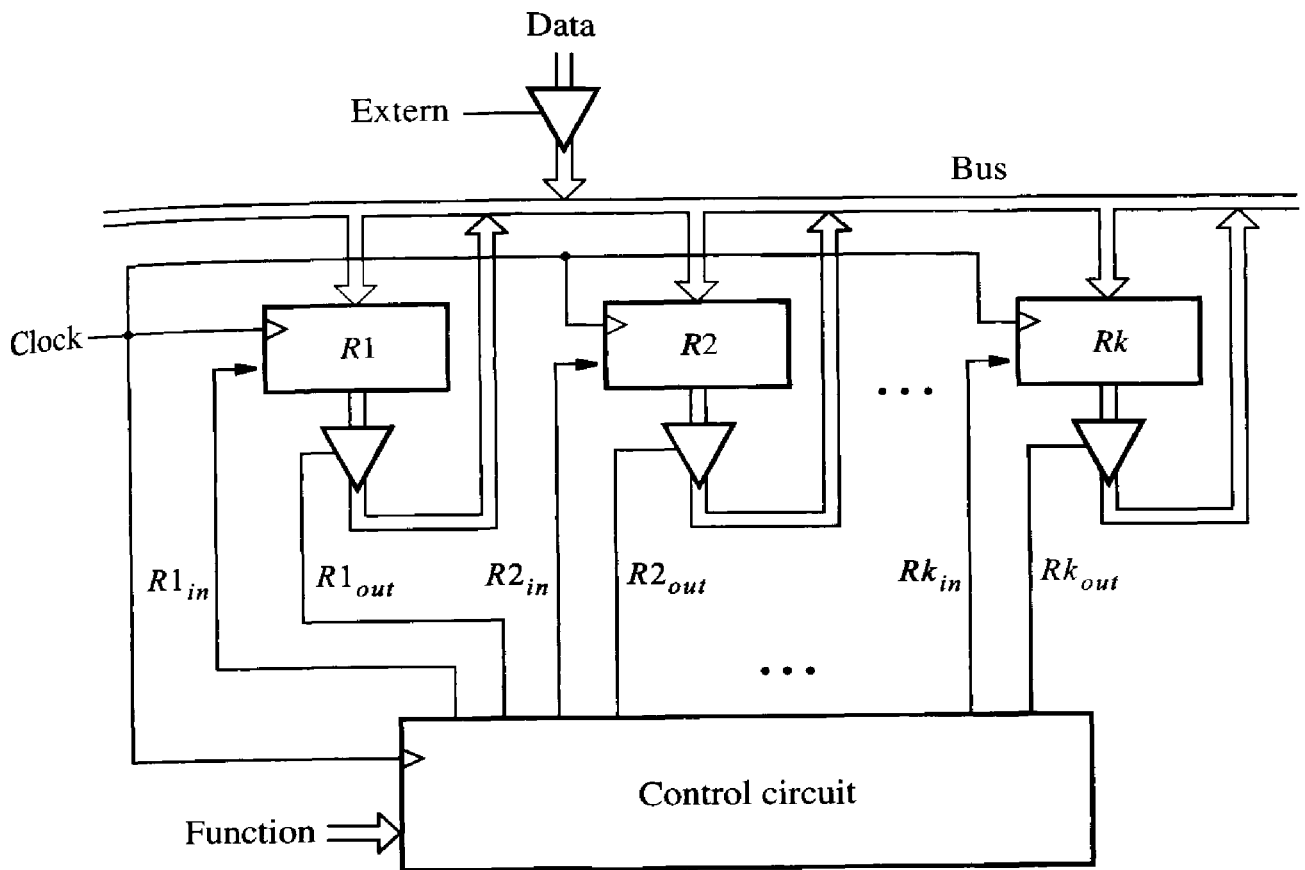 Data
Extern
Bus
Clock
R1
R2
Rk
• • •
R1in
R1out
R2in
R2out
Rkin
Rkout
• • •
Control circuit
Function